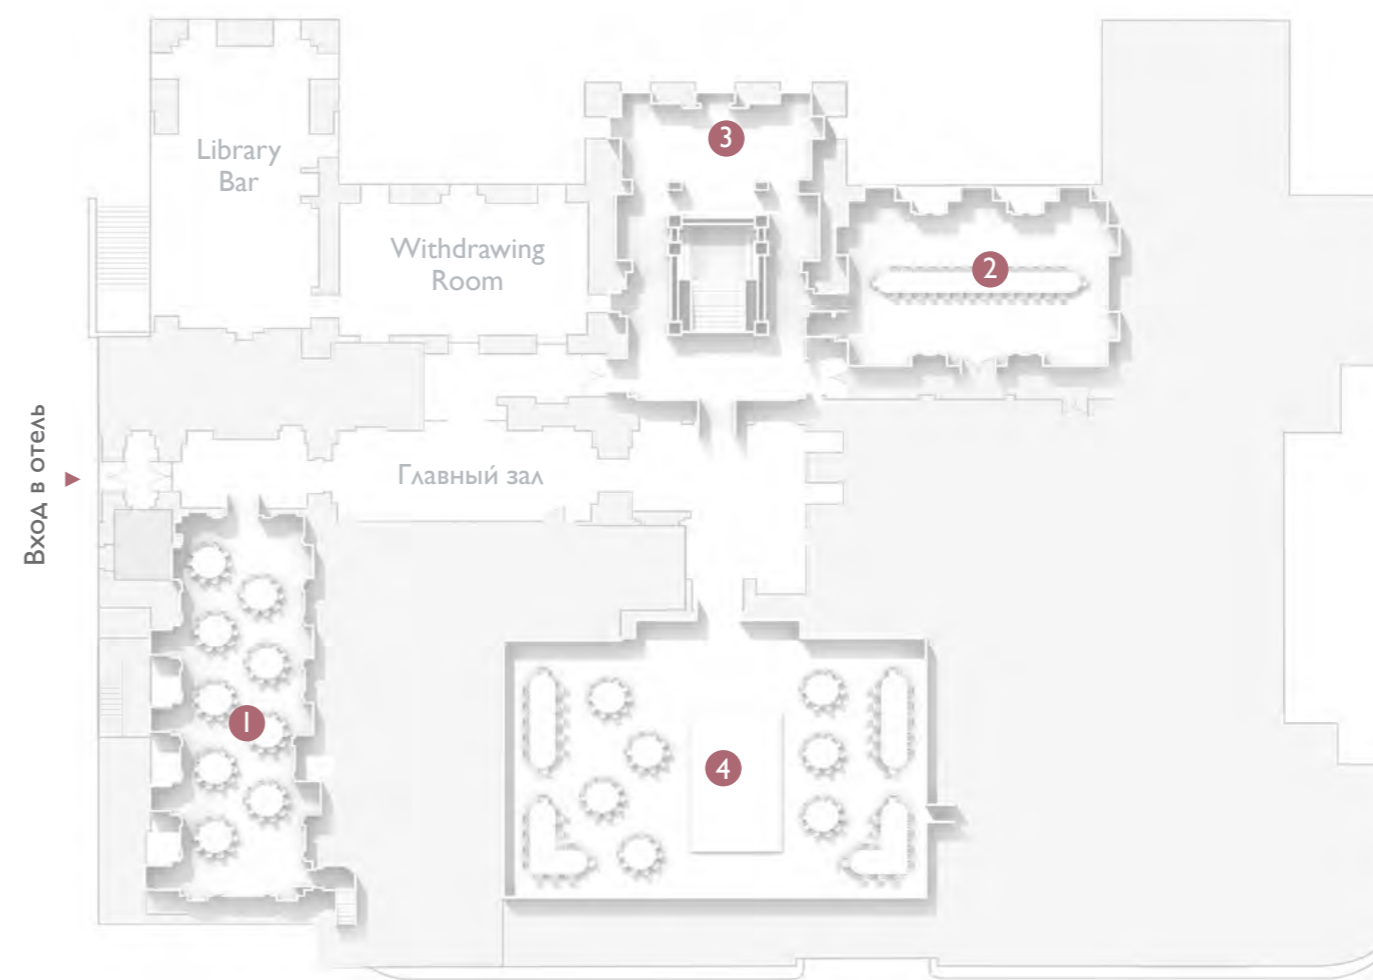 Library
Bar
3
Withdrawing
Room
2
Вход в отель
Главный зал
1
4